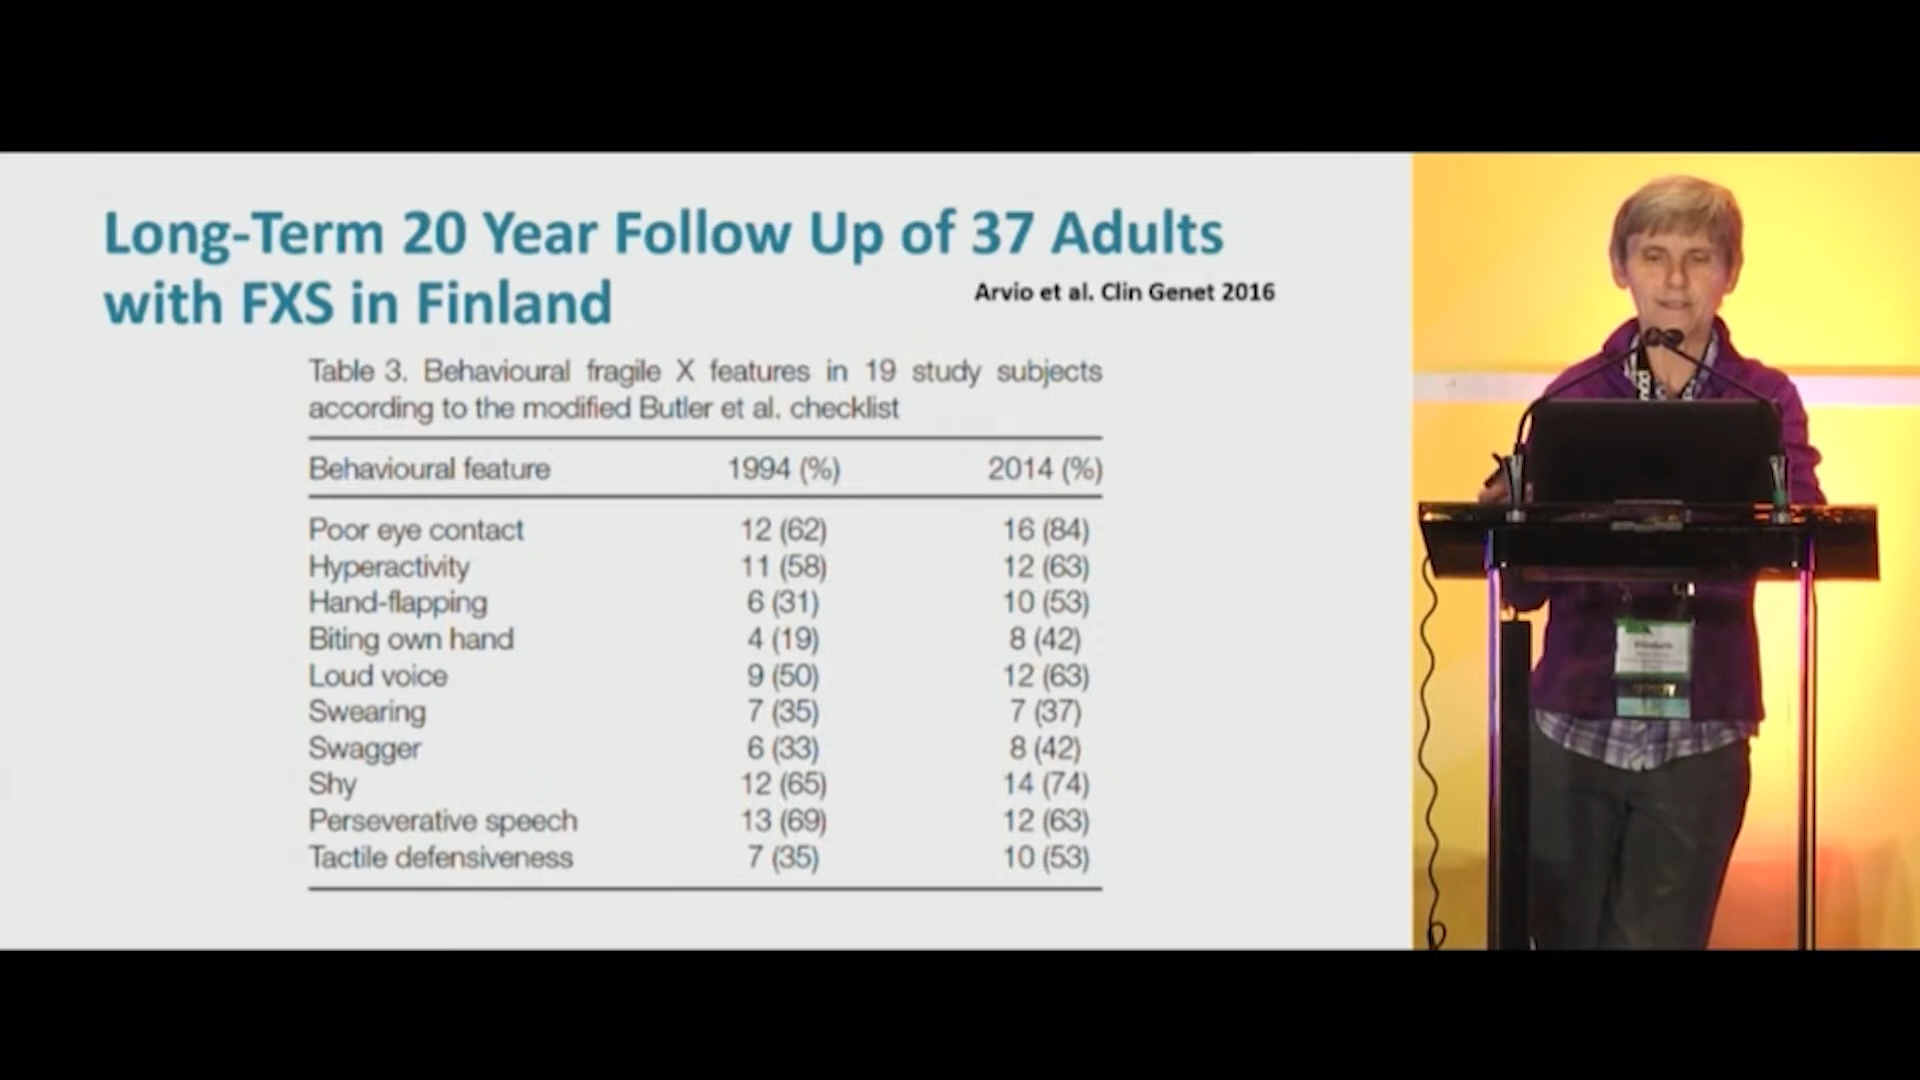 Long-Term 20 Year Follow Up of 37 Adults
with FXS in Finland
Arvio et al. Clin Genet 2016
Table 3. Behavioural fragile X features in 19 study subjects
according to the modified Butler et al. checklist
Behavioural feature 1994 (%) 2014 (%)
Poor eye contact 12 (62) 16 (84)
Hyperactivity 11 (58) 12 (63)
Hand-flapping 6 (31) 10 (53)
Biting own hand 4 (19) 8 (42)
Loud voice 9 (50) 12 (63)
Swearing 7 (35) 7 (37)
Swagger 6 (33) 8 (42)
Shy 12 (65) 14 (74)
Perseverative speech 13 (69) 12 (63)
Tactile defensiveness 7 (35) 10 (53)